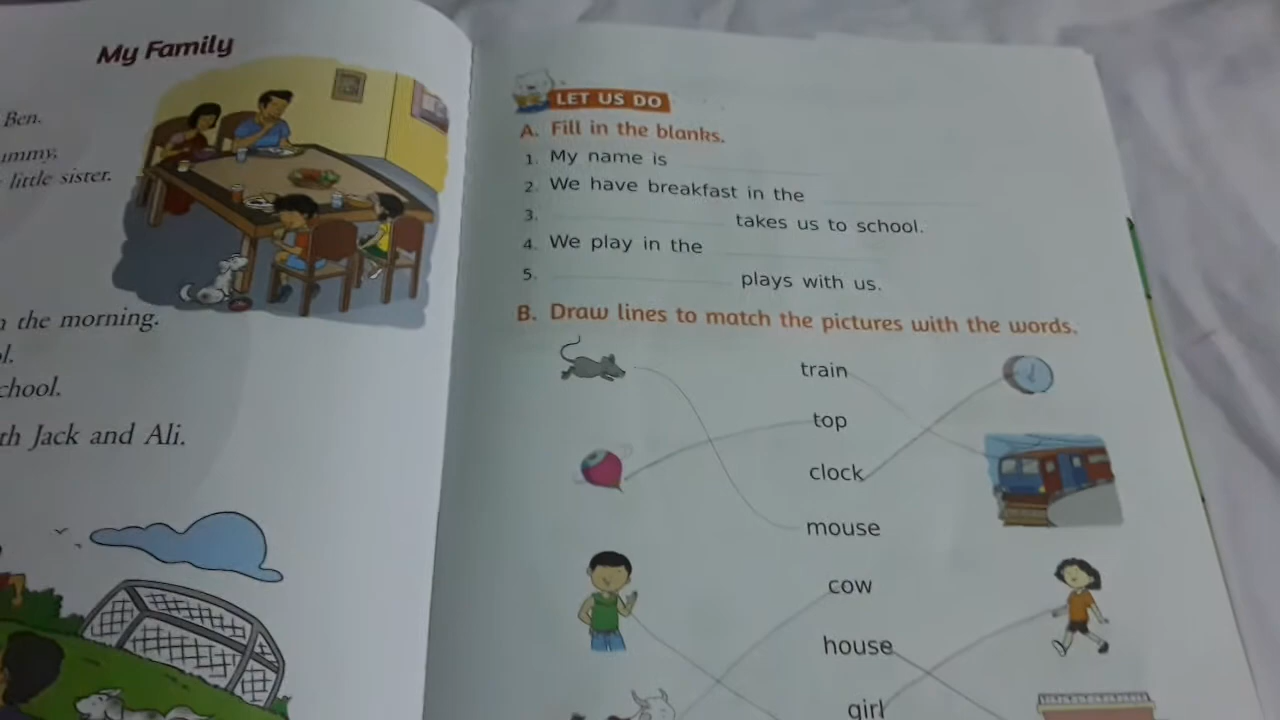 My Family
Ben.
little sister.
the morning.
Jack and Ali.
LET US DO
A. Fill in the blanks.
1. My name is
2. We have breakfast in the
3. takes us to school.
4. We play in the
5. plays with us.
B. Draw lines to match the pictures with the words.
train
top
clock
mouse
cow
house
girl